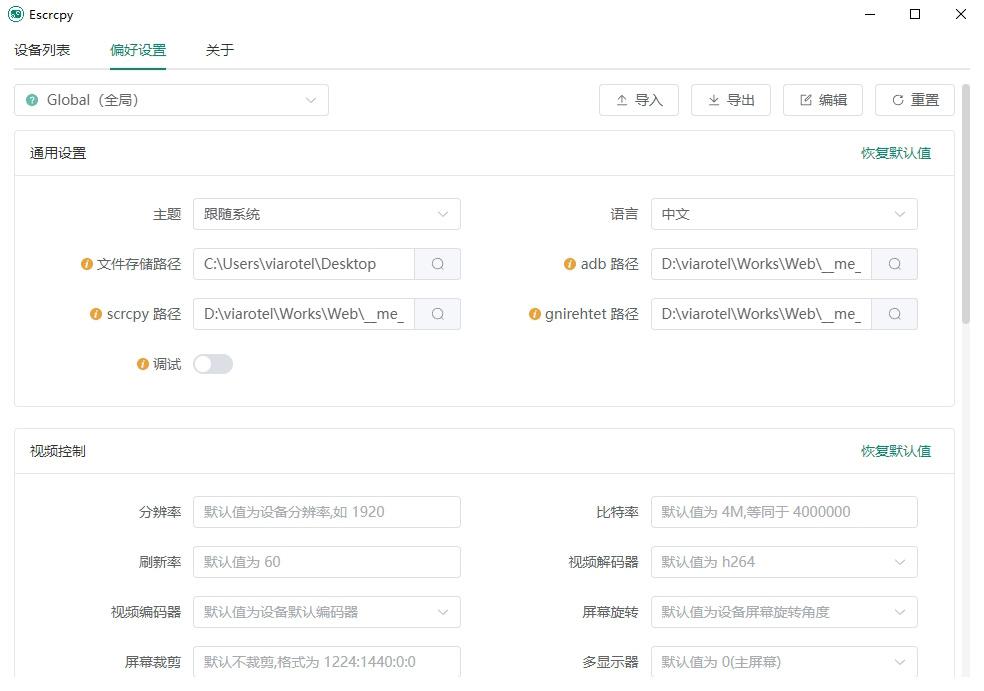 Escrcpy
设备列表 偏好设置 关于
Global（全局） 导入 导出 编辑 重置
通用设置 恢复默认值
主题 跟随系统 语言 中文
文件存储路径 C:\Users\viarotel\Desktop adb 路径 D:\viarotel\Works\Web\__me_
scrcpy 路径 D:\viarotel\Works\Web\__me_ gnirehtet 路径 D:\viarotel\Works\Web\__me_
调试
视频控制 恢复默认值
分辨率 默认值为设备分辨率,如 1920 比特率 默认值为 4M,等同于 4000000
刷新率 默认值为 60 视频解码器 默认值为 h264
视频编码器 默认值为设备默认编码器 屏幕旋转 默认值为设备屏幕旋转角度
屏幕裁剪 默认不裁剪,格式为 1224:1440:0:0 多显示器 默认值为 0(主屏幕)